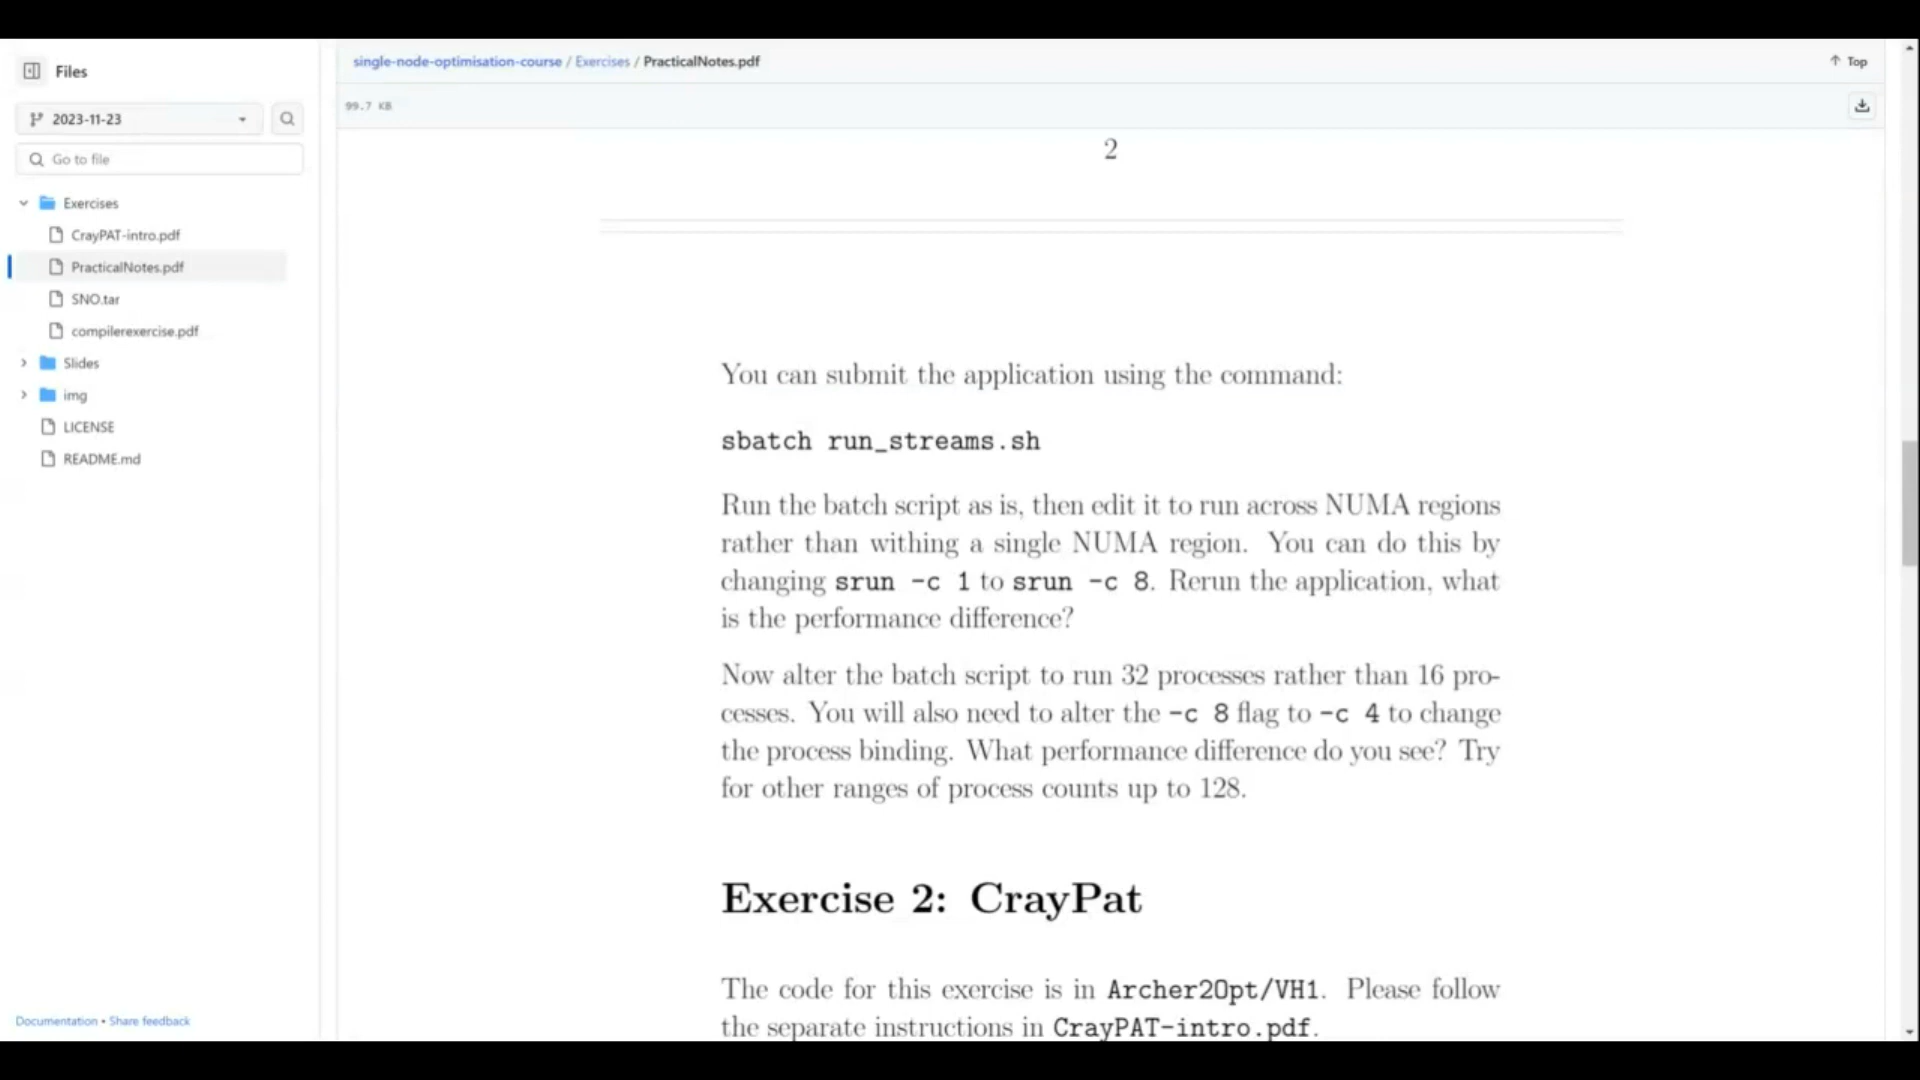 Files
2023-11-23
Go to file
Exercises
CrayPAT-intro.pdf
PracticalNotes.pdf
SNO.tar
compilerexercise.pdf
Slides
img
LICENSE
README.md
Documentation • Share feedback
single-node-optimisation-course / Exercises / PracticalNotes.pdf
Top
99.7 KB
2
You can submit the application using the command:
sbatch run_streams.sh
Run the batch script as is, then edit it to run across NUMA regions
rather than withing a single NUMA region. You can do this by
changing srun -c 1 to srun -c 8. Rerun the application, what
is the performance difference?
Now alter the batch script to run 32 processes rather than 16 pro-
cesses. You will also need to alter the -c 8 flag to -c 4 to change
the process binding. What performance difference do you see? Try
for other ranges of process counts up to 128.
Exercise 2: CrayPat
The code for this exercise is in Archer2Opt/VH1. Please follow
the separate instructions in CrayPAT-intro.pdf.